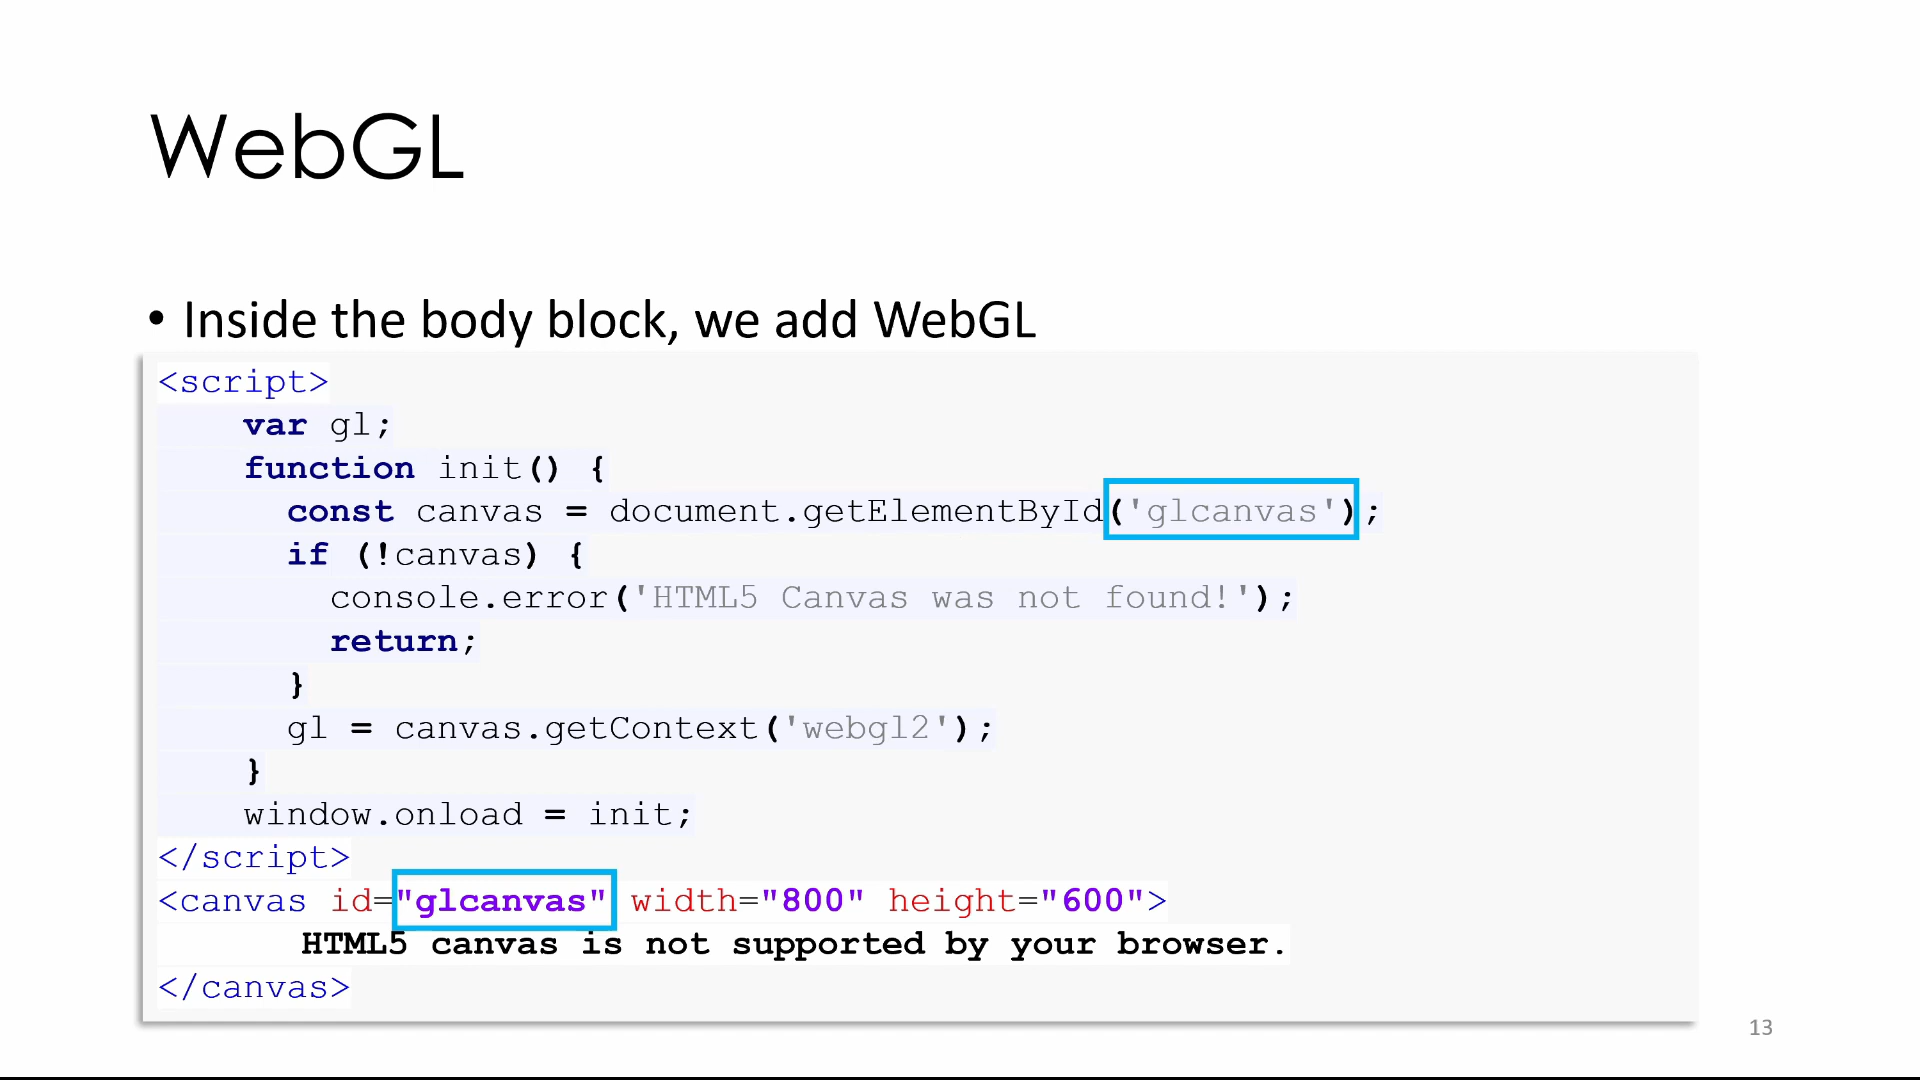 WebGL
• Inside the body block, we add WebGL
<script>
    var gl;
    function init() {
      const canvas = document.getElementById('glcanvas');
      if (!canvas) {
        console.error('HTML5 Canvas was not found!');
        return;
      }
      gl = canvas.getContext('webgl2');
    }
    window.onload = init;
</script>
<canvas id="glcanvas" width="800" height="600">
      HTML5 canvas is not supported by your browser.
</canvas>
13